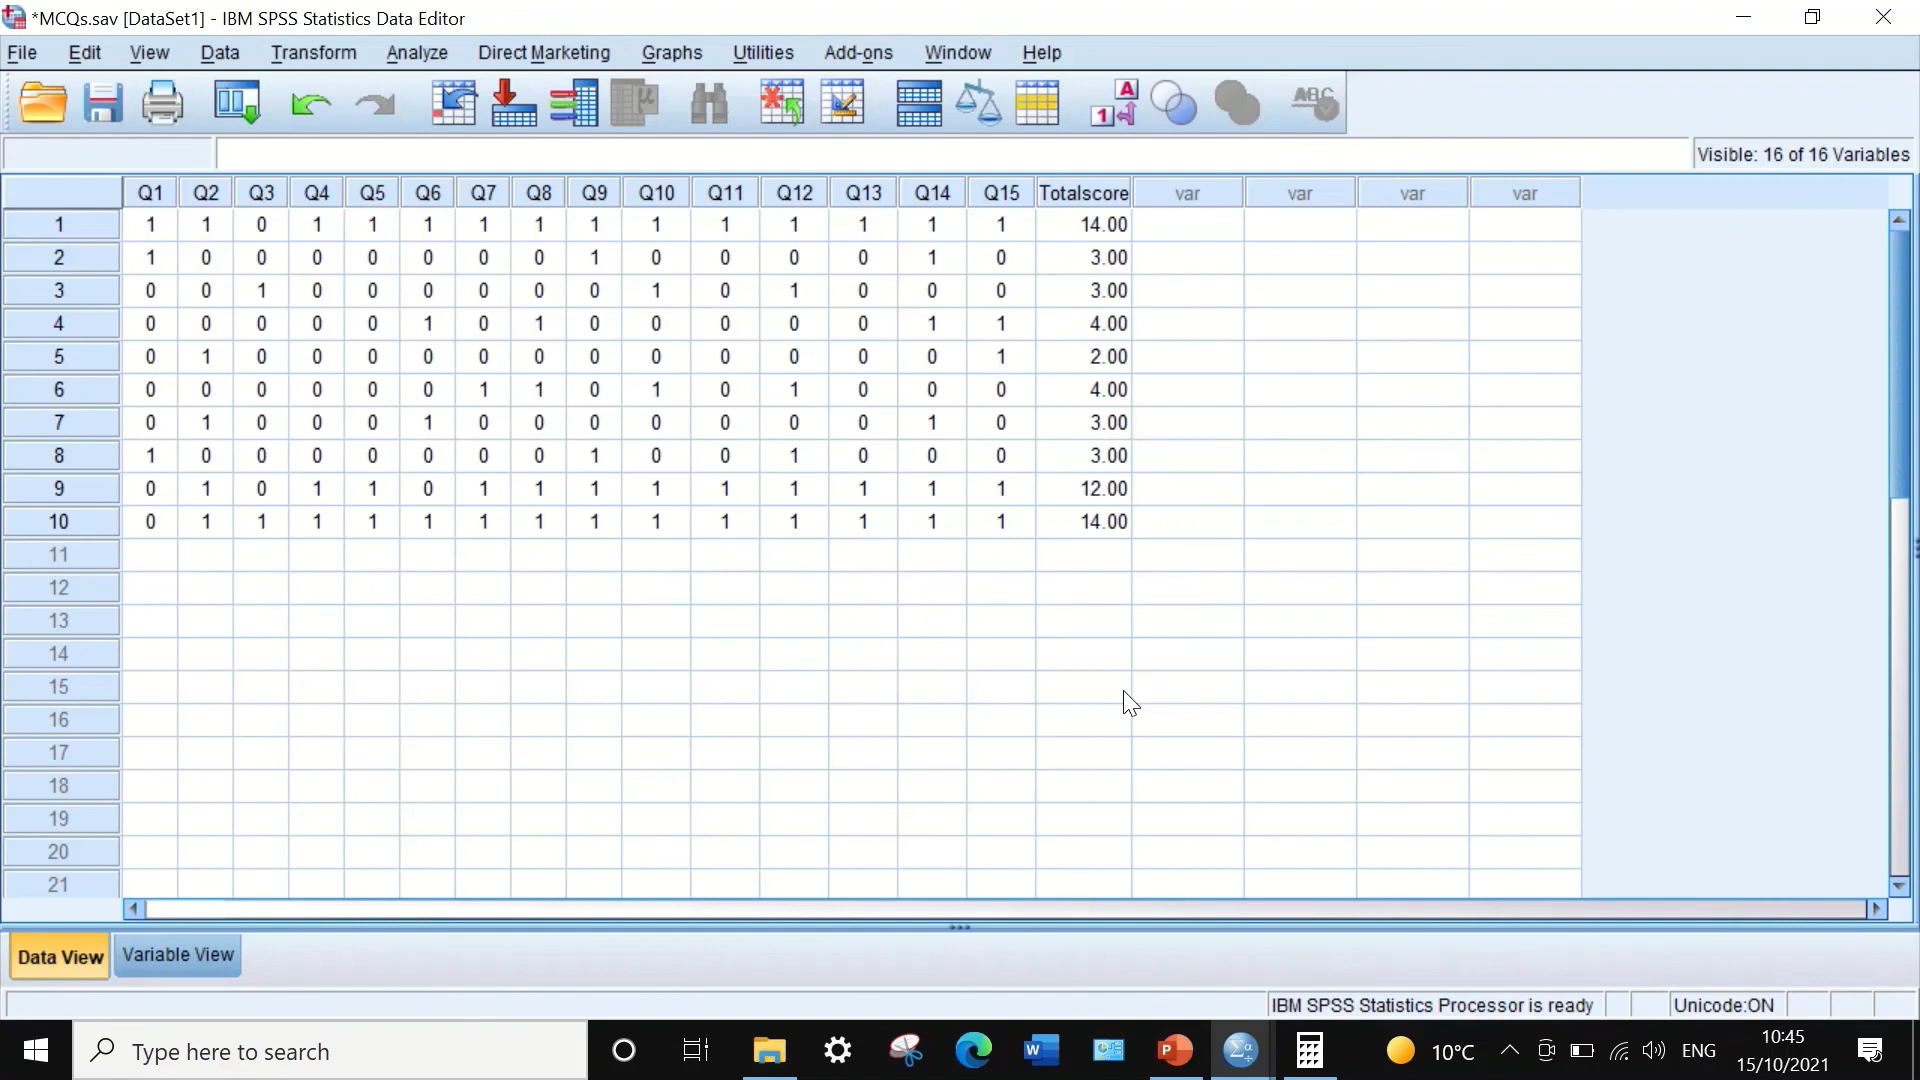 *MCQs.sav [DataSet1] - IBM SPSS Statistics Data Editor
File Edit View Data Transform Analyze Direct Marketing Graphs Utilities Add-ons Window Help
A 1 ABC
Visible: 16 of 16 Variables
Q1 Q2 Q3 Q4 Q5 Q6 Q7 Q8 Q9 Q10 Q11 Q12 Q13 Q14 Q15 Totalscore var var var var
1 1 1 0 1 1 1 1 1 1 1 1 1 1 1 1 14.00
2 1 0 0 0 0 0 0 0 1 0 0 0 0 1 0 3.00
3 0 0 1 0 0 0 0 0 0 1 0 1 0 0 0 3.00
4 0 0 0 0 0 1 0 1 0 0 0 0 0 1 1 4.00
5 0 1 0 0 0 0 0 0 0 0 0 0 0 0 1 2.00
6 0 0 0 0 0 0 1 1 0 1 0 1 0 0 0 4.00
7 0 1 0 0 0 1 0 0 0 0 0 0 0 1 0 3.00
8 1 0 0 0 0 0 0 0 1 0 0 1 0 0 0 3.00
9 0 1 0 1 1 0 1 1 1 1 1 1 1 1 1 12.00
10 0 1 1 1 1 1 1 1 1 1 1 1 1 1 1 14.00
11
12
13
14
15
16
17
18
19
20
21
Data View Variable View
IBM SPSS Statistics Processor is ready Unicode:ON
Type here to search
10°C ENG 10:45
15/10/2021